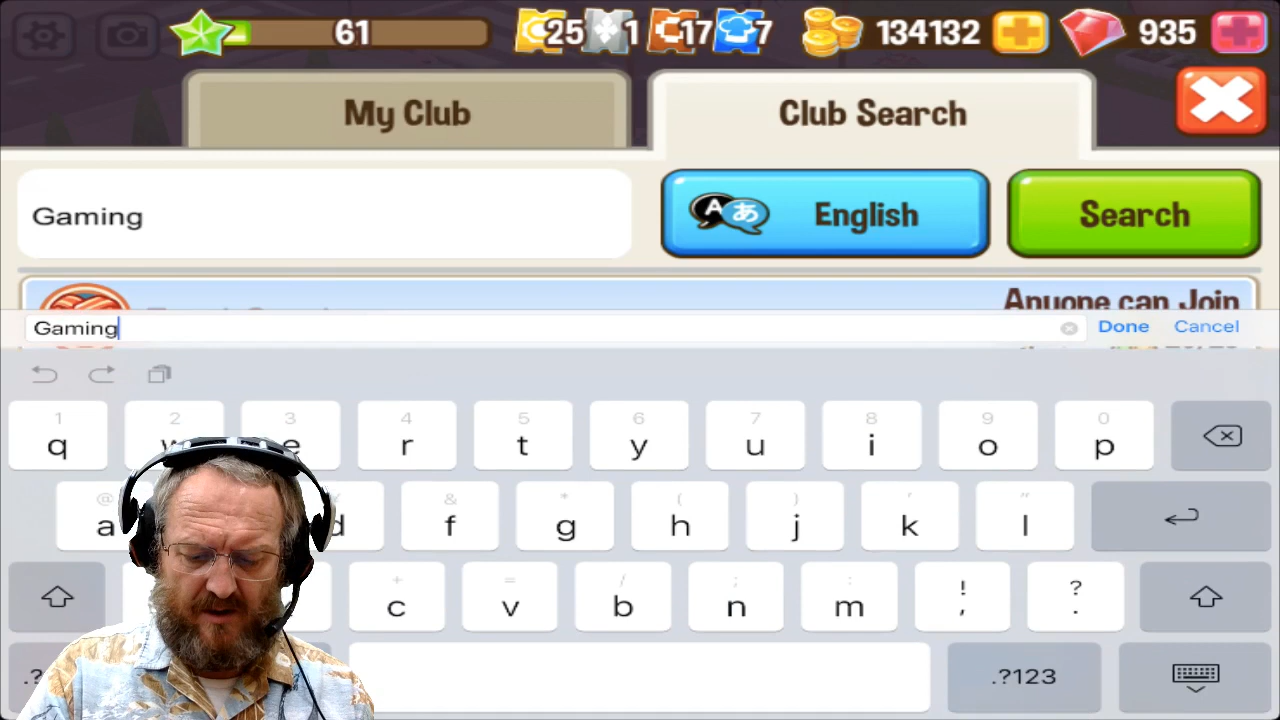 61 25 1 17 7 134132 935
My Club Club Search
Gaming A あ English Search
Anyone can Join
Gaming Done Cancel
1 2 3 4 5 6 7 8 9 0
q w e r t y u i o p
@ & * ( ) ' "
a d f g h j k l
+ = / ; : ! ?
c v b n m , .
.? .?123